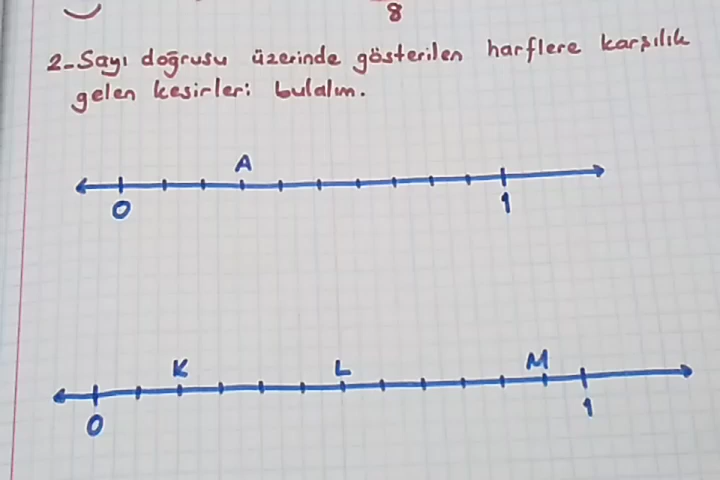 8
2-Sayı doğrusu üzerinde gösterilen harflere karşılık
gelen kesirleri bulalım.
A
0 1
K L M
0 1